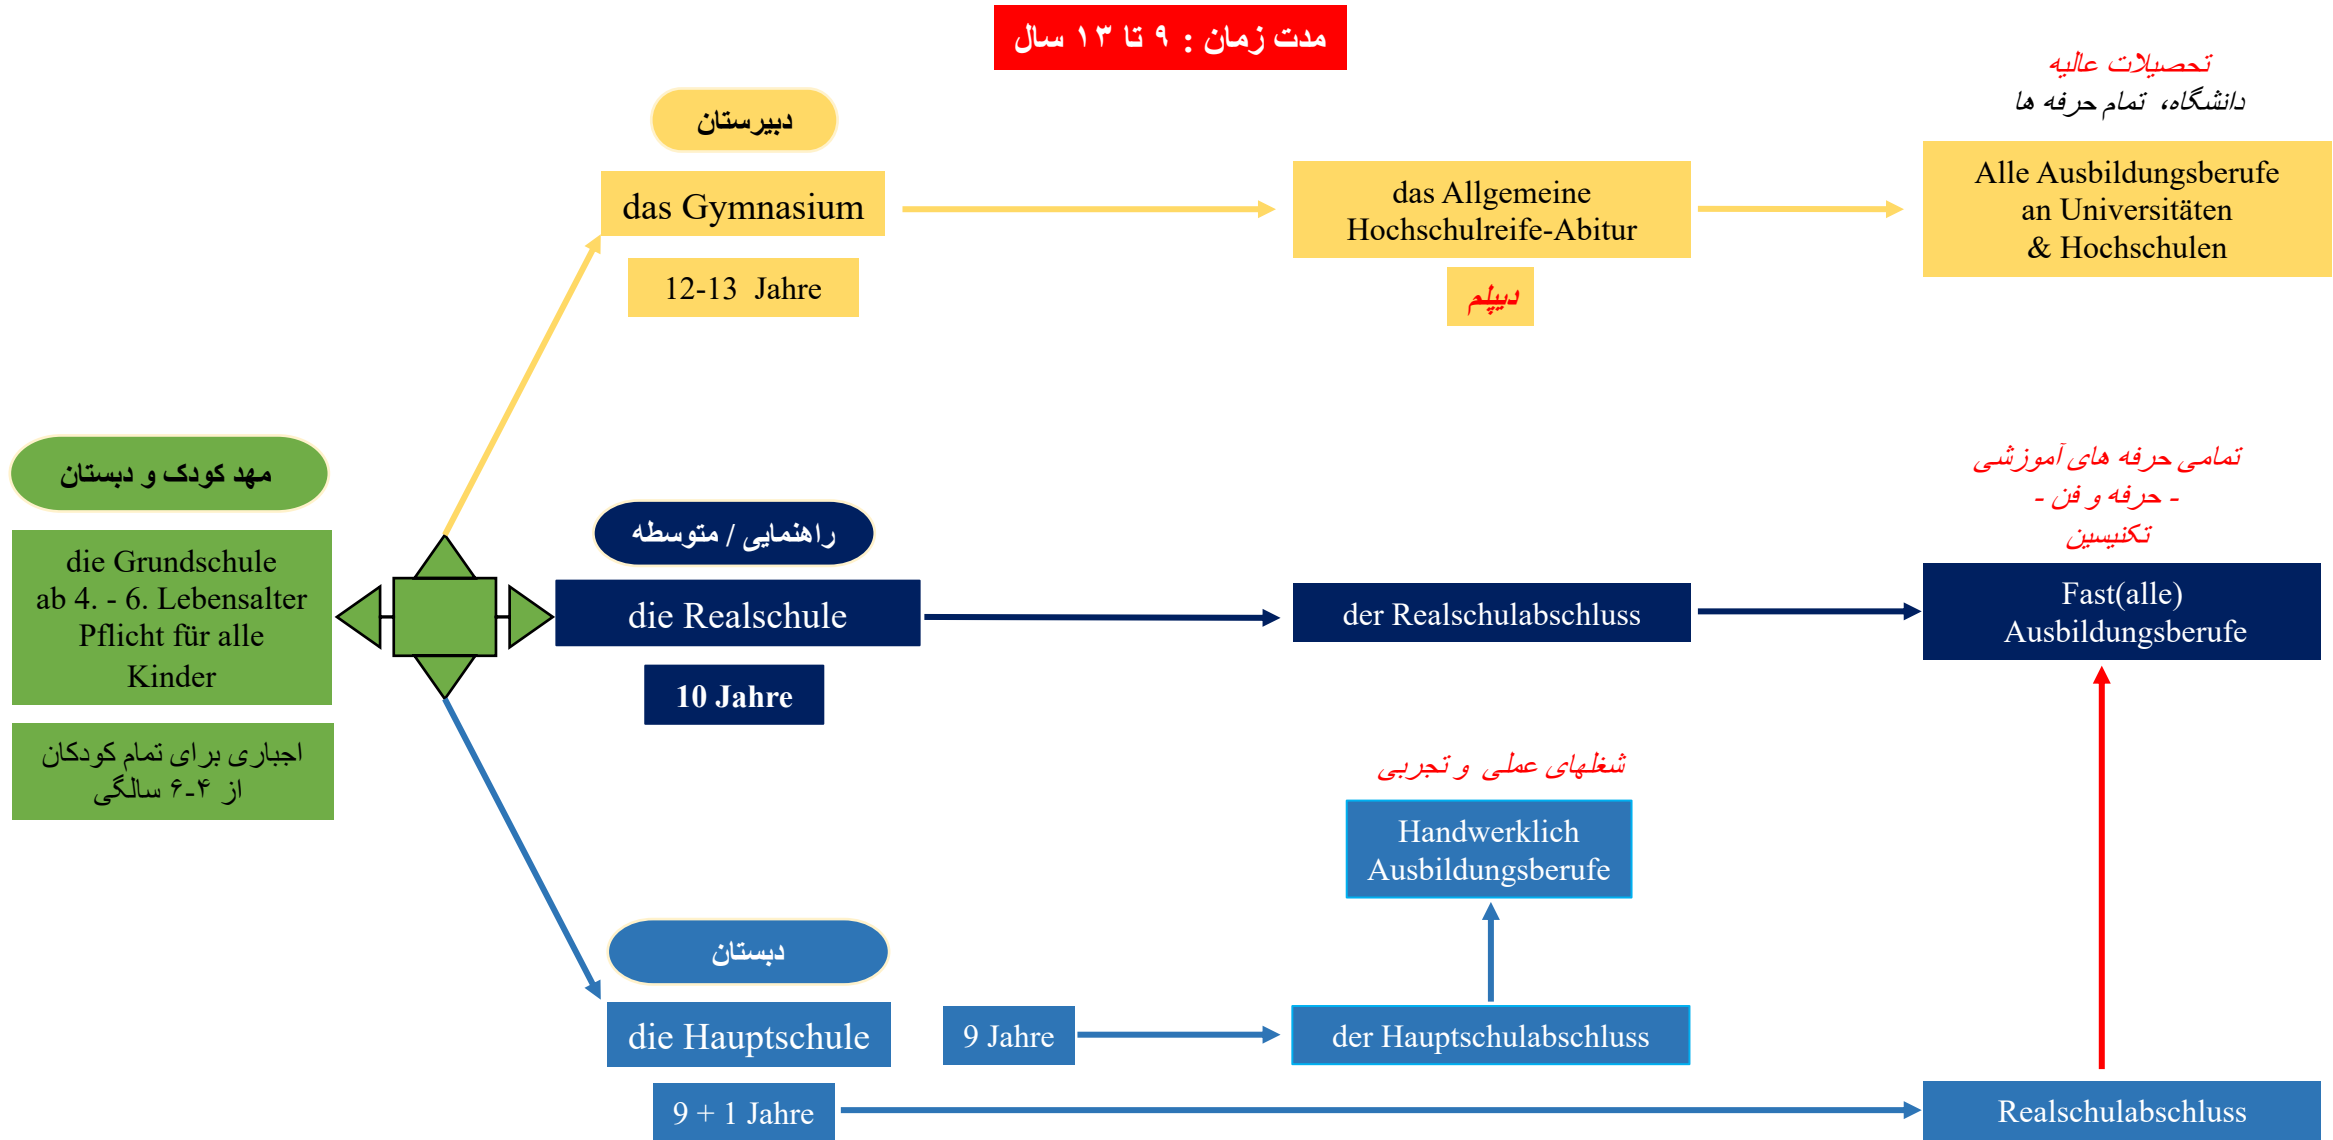 مدت زمان : ۹ تا ۱۳ سال
تحصیلات عالیه
دانشگاه، تمام حرفه ها
دبیرستان
das Gymnasium
12-13 Jahre
das Allgemeine
Hochschulreife-Abitur
دیپلم
Alle Ausbildungsberufe
an Universitäten
& Hochschulen
مهد کودک و دبستان
die Grundschule
ab 4. - 6. Lebensalter
Pflicht für alle
Kinder
اجباری برای تمام کودکان
از ۴-۶ سالگی
راهنمایی / متوسطه
die Realschule
10 Jahre
der Realschulabschluss
تمامی حرفه های آموزشی
- حرفه و فن -
تکنیسین
Fast(alle)
Ausbildungsberufe
شغلهای عملی و تجربی
Handwerklich
Ausbildungsberufe
دبستان
die Hauptschule
9 Jahre
der Hauptschulabschluss
9 + 1 Jahre
Realschulabschluss